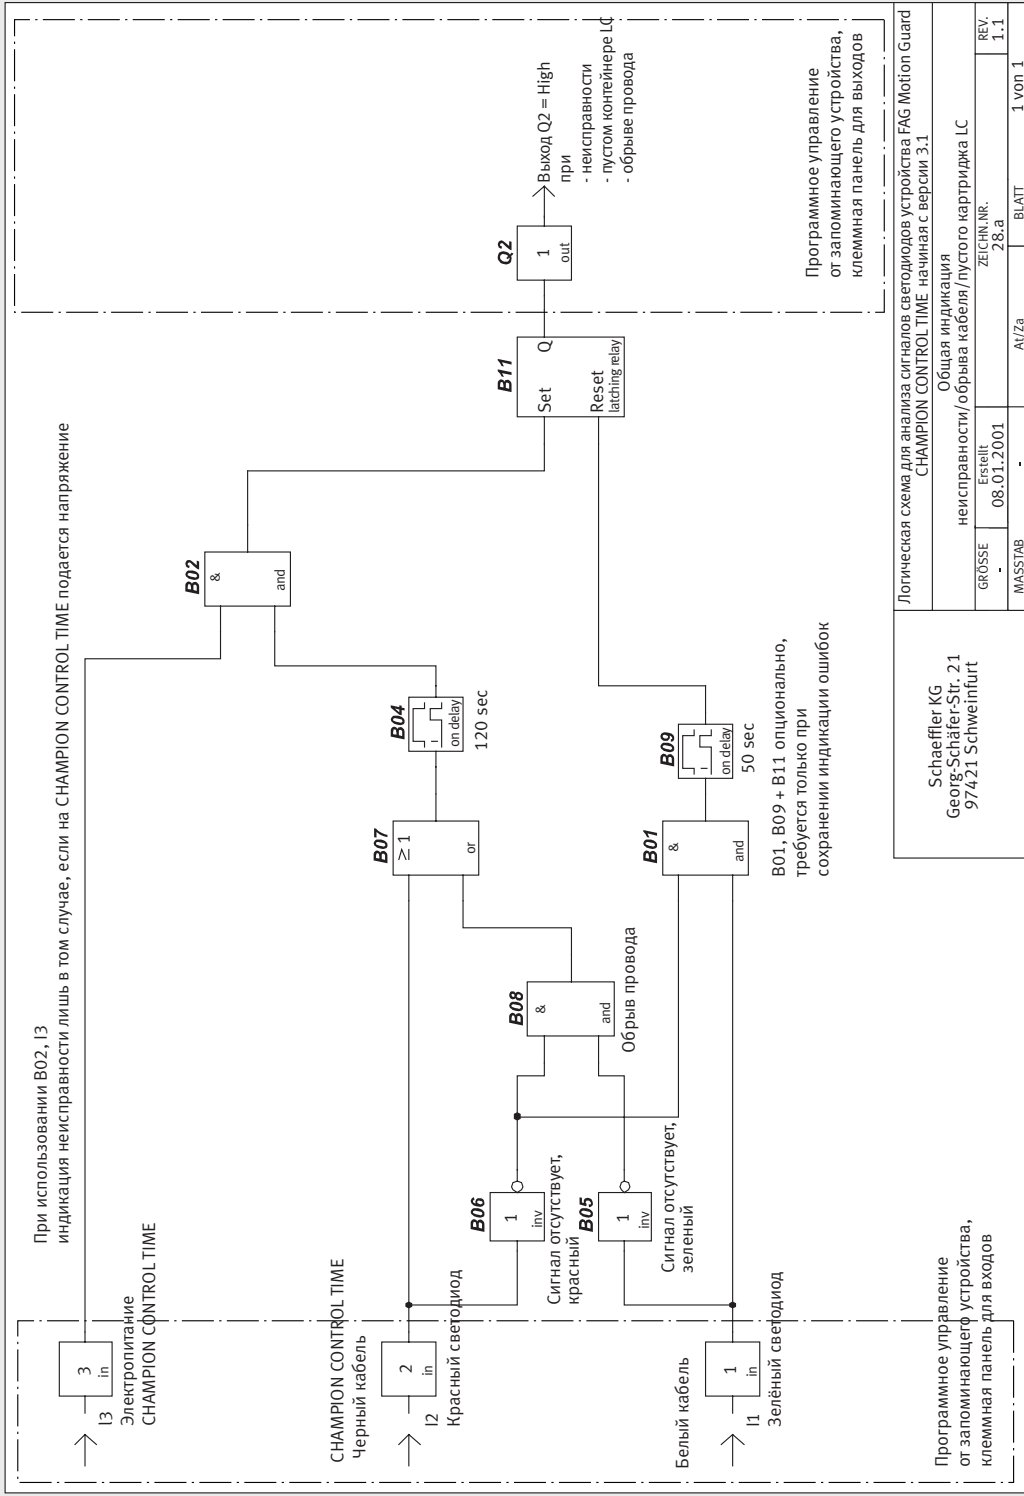 При использовании B02, I3
индикация неисправности лишь в том случае, если на CHAMPION CONTROL TIME подается напряжение
3
in
I3
Электропитание
CHAMPION CONTROL TIME
B02
&
and
CHAMPION CONTROL TIME
Черный кабель
2
in
I2
Красный светодиод
B07
≥ 1
or
B04
on delay
120 sec
B06
1
inv
Сигнал отсутствует,
красный
B05
1
inv
Сигнал отсутствует,
зеленый
B08
&
and
Обрыв провода
B11
Set
Q
Reset
latching relay
Q2
1
out
Выход Q2 = High
при
- неисправности
- пустом контейнере LC
- обрыве провода
Белый кабель
1
in
I1
Зелёный светодиод
B01
&
and
B09
on delay
50 sec
B01, B09 + B11 опционально,
требуется только при
сохранении индикации ошибок
Программное управление
от запоминающего устройства,
клеммная панель для выходов
Программное управление
от запоминающего устройства,
клеммная панель для входов
Schaeffler KG
Georg-Schäfer-Str. 21
97421 Schweinfurt
Логическая схема для анализа сигналов светодиодов устройства FAG Motion Guard
CHAMPION CONTROL TIME начиная с версии 3.1
Общая индикация
неисправности/обрыва кабеля/пустого картриджа LC
GRÖSSE
-
Erstellt
08.01.2001
ZEICHN.NR.
28.a
REV.
1.1
MASSTAB
-
At/Za
BLATT
1 von 1